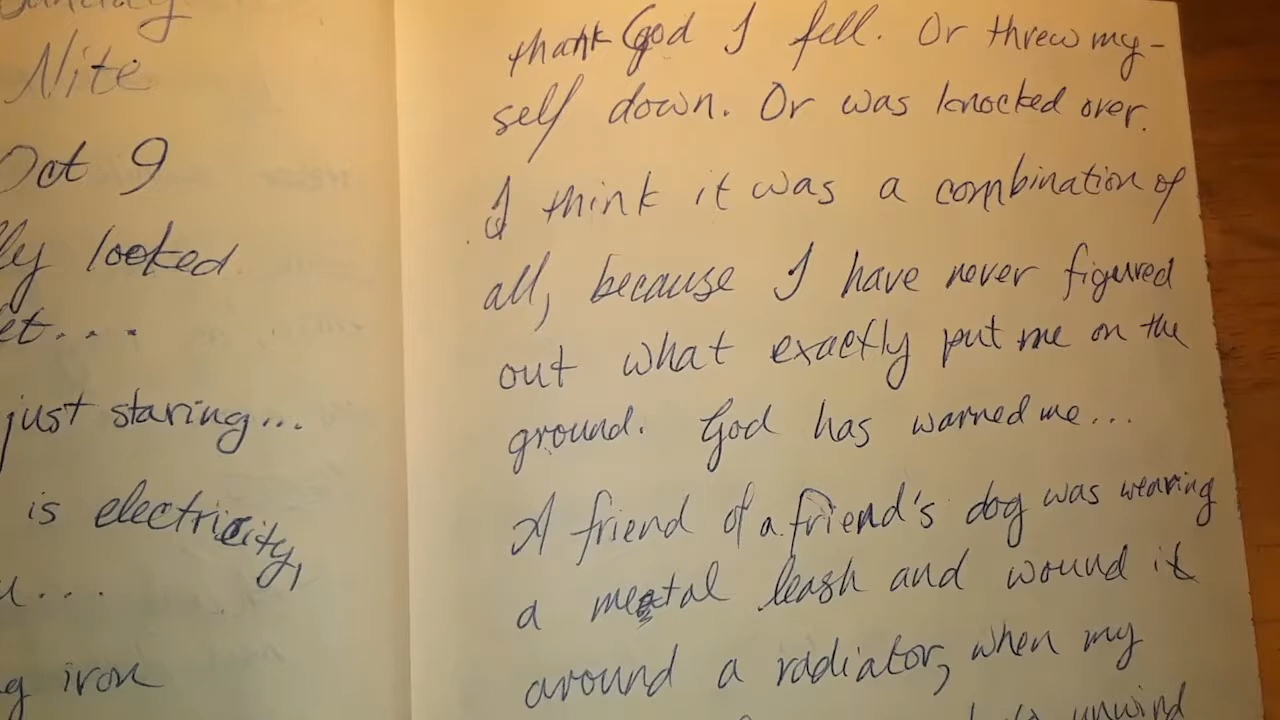 Sunday
Nite
Oct 9
ly looked
et...
just staring...
is electricity,
u...
g iron
thank God I fell. Or threw my-
self down. Or was knocked over.
I think it was a combination of
all, because I have never figured
out what exactly put me on the
ground. God has warned me...
A friend of a friend's dog was wearing
a metal leash and wound it
around a radiator, when my
unwind